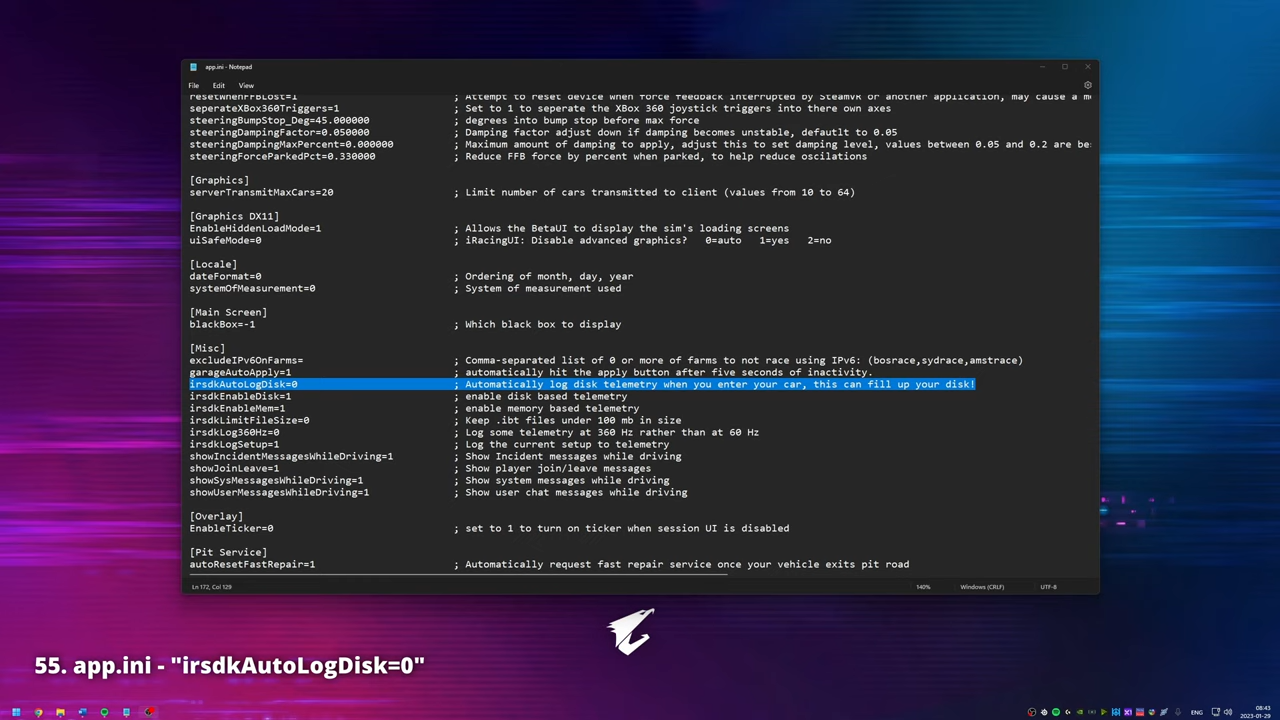 app.ini - Notepad
File Edit View
resetWhenFFBLost=1 ; Attempt to reset device when force feedback interrupted by SteamVR or another application, may cause a
seperateXBox360Triggers=1 ; Set to 1 to seperate the XBox 360 joystick triggers into there own axes
steeringBumpStop_Deg=45.000000 ; degrees into bump stop before max force
steeringDampingFactor=0.050000 ; Damping factor adjust down if damping becomes unstable, defautlt to 0.05
steeringDampingMaxPercent=0.000000 ; Maximum amount of damping to apply, adjust this to set damping level, values between 0.05 and 0.2 are be
steeringForceParkedPct=0.330000 ; Reduce FFB force by percent when parked, to help reduce oscilations
[Graphics]
serverTransmitMaxCars=20 ; Limit number of cars transmitted to client (values from 10 to 64)
[Graphics DX11]
EnableHiddenLoadMode=1 ; Allows the BetaUI to display the sim's loading screens
uiSafeMode=0 ; iRacingUI: Disable advanced graphics? 0=auto 1=yes 2=no
[Locale]
dateFormat=0 ; Ordering of month, day, year
systemOfMeasurement=0 ; System of measurement used
[Main Screen]
blackBox=-1 ; Which black box to display
[Misc]
excludeIPv6OnFarms= ; Comma-separated list of 0 or more of farms to not race using IPv6: (bosrace,sydrace,amstrace)
garageAutoApply=1 ; automatically hit the apply button after five seconds of inactivity.
irsdkAutoLogDisk=0 ; Automatically log disk telemetry when you enter your car, this can fill up your disk!
irsdkEnableDisk=1 ; enable disk based telemetry
irsdkEnableMem=1 ; enable memory based telemetry
irsdkLimitFileSize=0 ; Keep .ibt files under 100 mb in size
irsdkLog360Hz=0 ; Log some telemetry at 360 Hz rather than at 60 Hz
irsdkLogSetup=1 ; Log the current setup to telemetry
showIncidentMessagesWhileDriving=1 ; Show Incident messages while driving
showJoinLeave=1 ; Show player join/leave messages
showSysMessagesWhileDriving=1 ; Show system messages while driving
showUserMessagesWhileDriving=1 ; Show user chat messages while driving
[Overlay]
EnableTicker=0 ; set to 1 to turn on ticker when session UI is disabled
[Pit Service]
autoResetFastRepair=1 ; Automatically request fast repair service once your vehicle exits pit road
Ln 172, Col 129 140% Windows (CRLF) UTF-8
55. app.ini - "irsdkAutoLogDisk=0"
ENG 08:43
2023-01-29